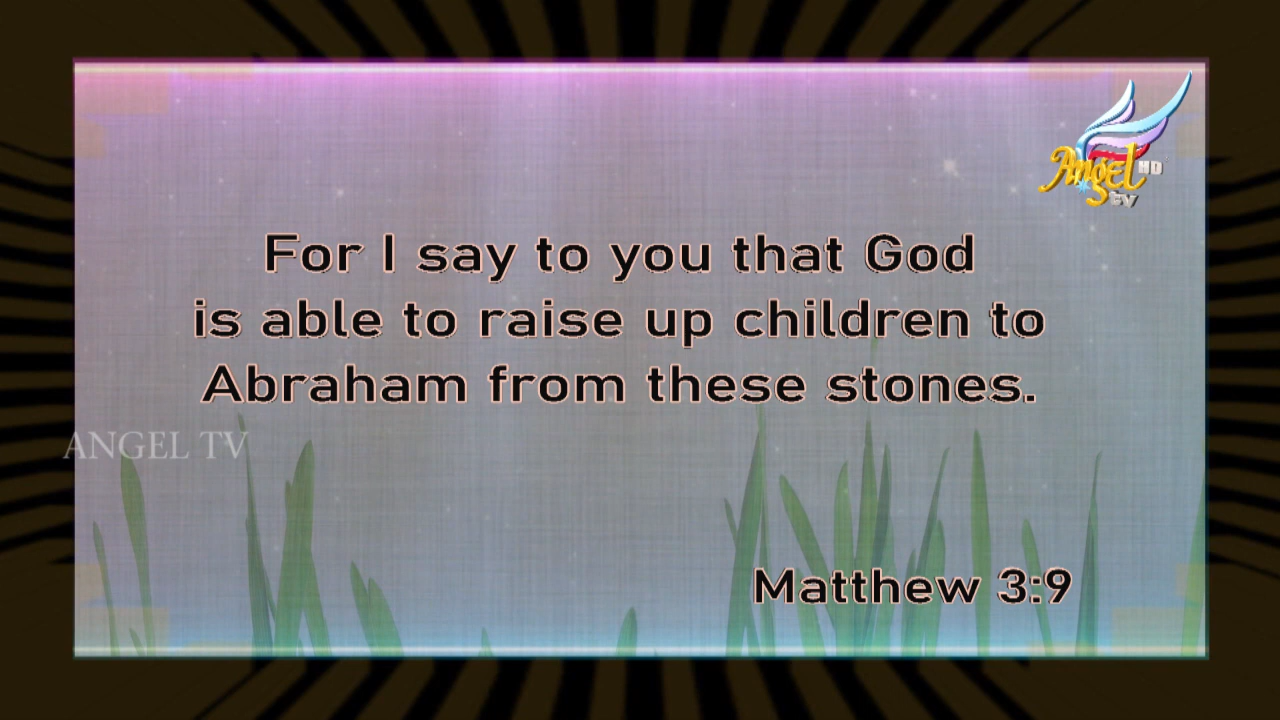 Angel HD
tv
For I say to you that God
is able to raise up children to
Abraham from these stones.
ANGEL TV
Matthew 3:9